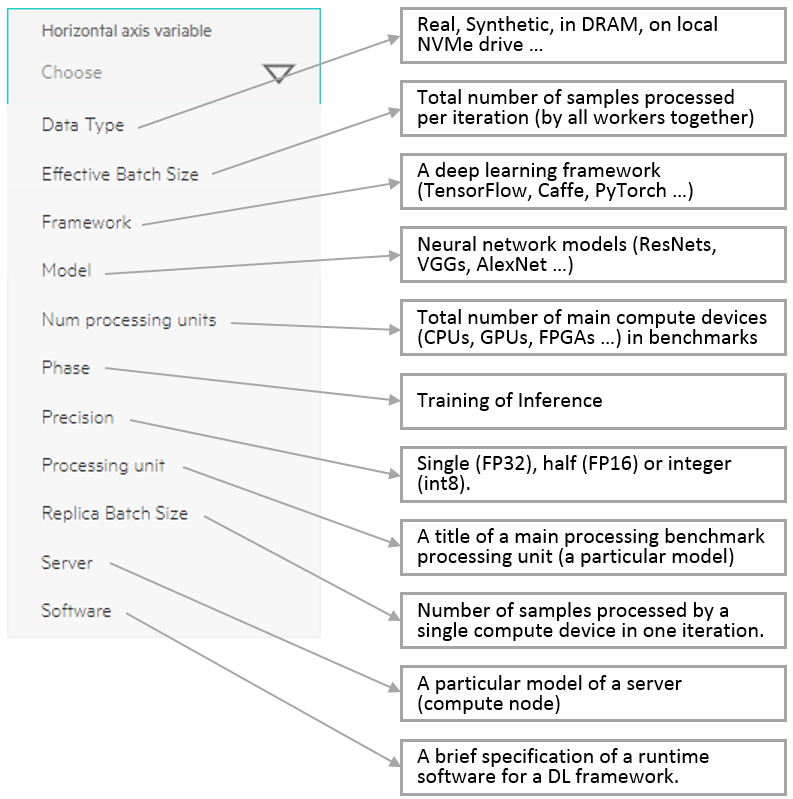 Horizontal axis variable
Choose
Data Type
Effective Batch Size
Framework
Model
Num processing units
Phase
Precision
Processing unit
Replica Batch Size
Server
Software
Real, Synthetic, in DRAM, on local
NVMe drive ...
Total number of samples processed
per iteration (by all workers together)
A deep learning framework
(TensorFlow, Caffe, PyTorch ...)
Neural network models (ResNets,
VGGs, AlexNet ...)
Total number of main compute devices
(CPUs, GPUs, FPGAs ...) in benchmarks
Training of Inference
Single (FP32), half (FP16) or integer
(int8).
A title of a main processing benchmark
processing unit (a particular model)
Number of samples processed by a
single compute device in one iteration.
A particular model of a server
(compute node)
A brief specification of a runtime
software for a DL framework.